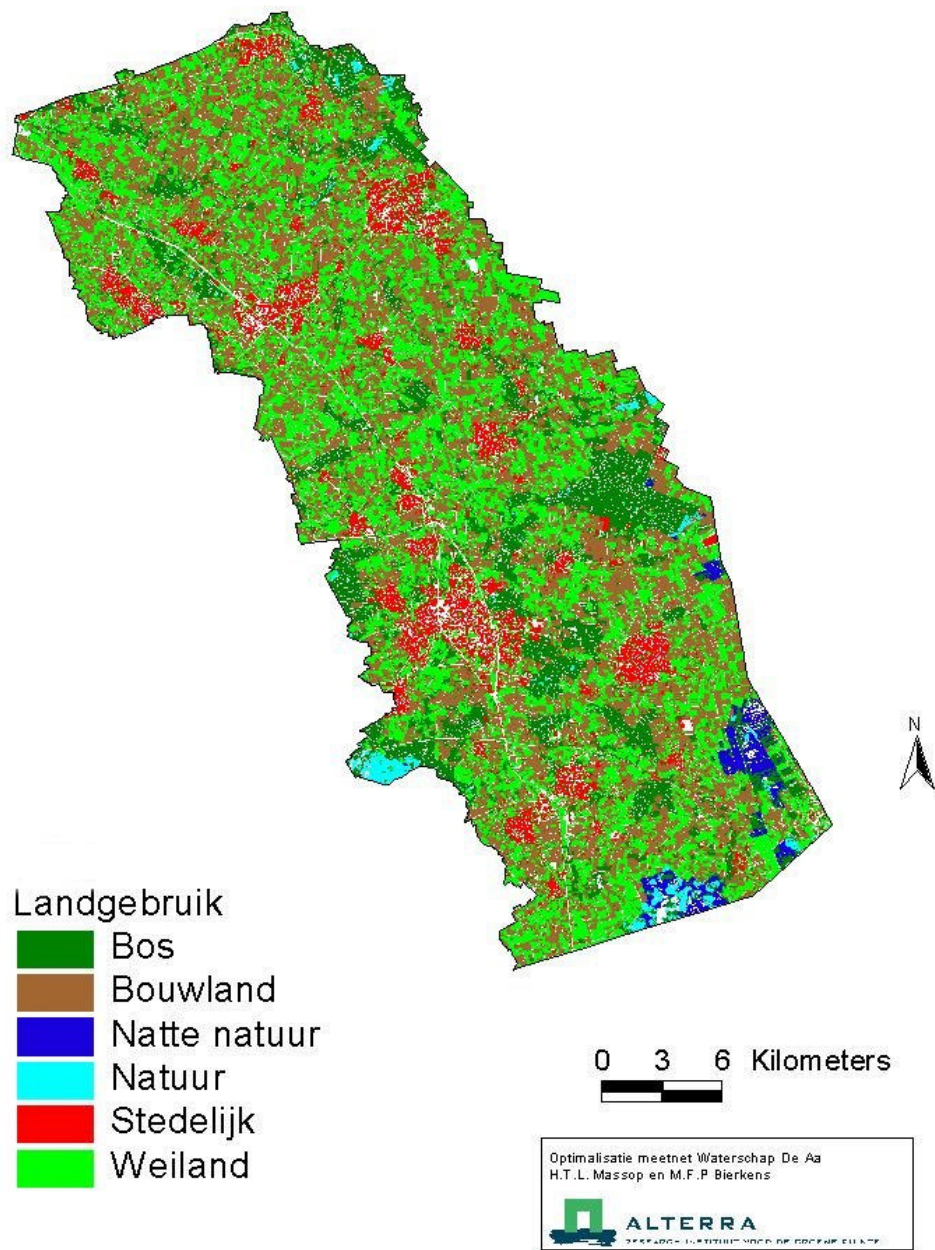 N
Landgebruik
Bos
Bouwland
Natte natuur
Natuur
Stedelijk
Weiland
0 3 6 Kilometers
Optimalisatie meetnet Waterschap De Aa
H.T.L. Massop en M.F.P Bierkens
ALTERRA